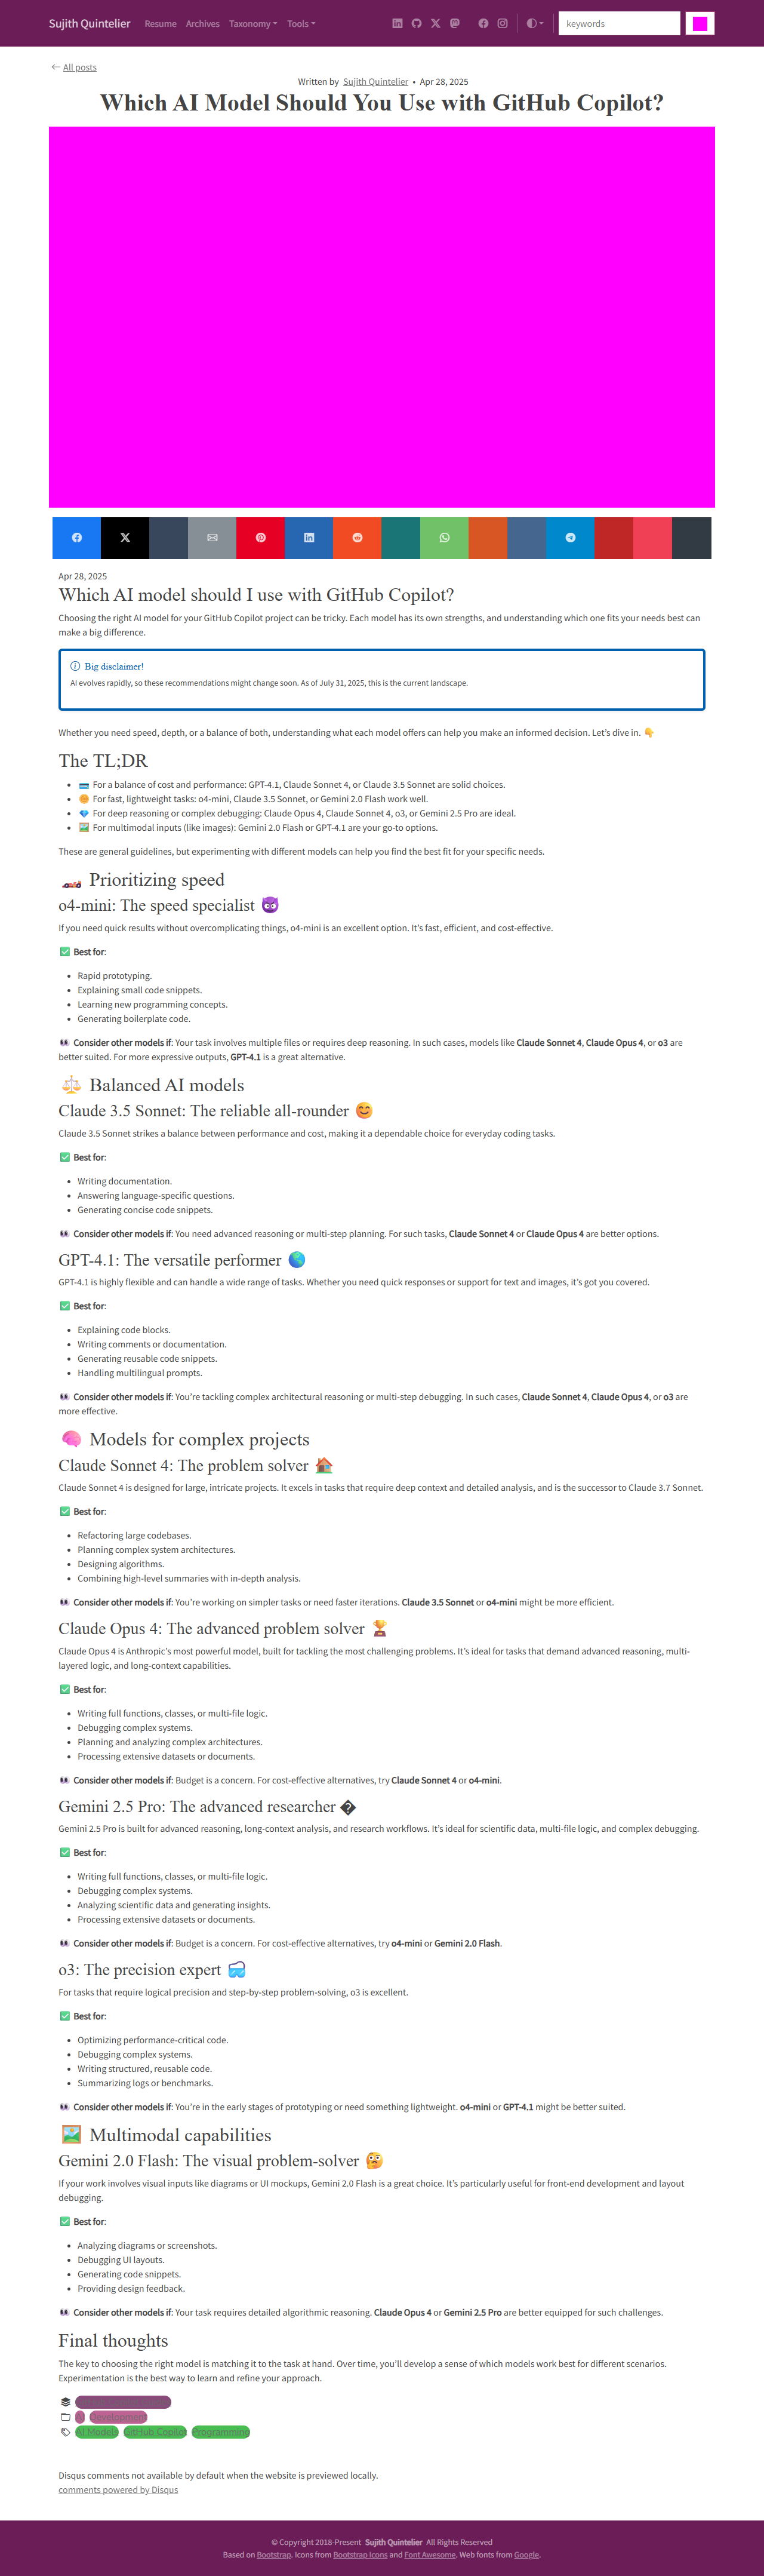 Sujith Quintelier Resume Archives Taxonomy Tools keywords
All posts
Written by Sujith Quintelier • Apr 28, 2025
Which AI Model Should You Use with GitHub Copilot?
Apr 28, 2025
Which AI model should I use with GitHub Copilot?
Choosing the right AI model for your GitHub Copilot project can be tricky. Each model has its own strengths, and understanding which one fits your needs best can
make a big difference.
Big disclaimer!
AI evolves rapidly, so these recommendations might change soon. As of July 31, 2025, this is the current landscape.
Whether you need speed, depth, or a balance of both, understanding what each model offers can help you make an informed decision. Let’s dive in. 👇
The TL;DR
• 💳 For a balance of cost and performance: GPT-4.1, Claude Sonnet 4, or Claude 3.5 Sonnet are solid choices.
• 🪙 For fast, lightweight tasks: o4-mini, Claude 3.5 Sonnet, or Gemini 2.0 Flash work well.
• 💎 For deep reasoning or complex debugging: Claude Opus 4, Claude Sonnet 4, o3, or Gemini 2.5 Pro are ideal.
• 🖼️ For multimodal inputs (like images): Gemini 2.0 Flash or GPT-4.1 are your go-to options.
These are general guidelines, but experimenting with different models can help you find the best fit for your specific needs.
🏎️ Prioritizing speed
o4-mini: The speed specialist 😈
If you need quick results without overcomplicating things, o4-mini is an excellent option. It’s fast, efficient, and cost-effective.
✅ Best for:
• Rapid prototyping.
• Explaining small code snippets.
• Learning new programming concepts.
• Generating boilerplate code.
👀 Consider other models if: Your task involves multiple files or requires deep reasoning. In such cases, models like Claude Sonnet 4, Claude Opus 4, or o3 are
better suited. For more expressive outputs, GPT-4.1 is a great alternative.
⚖️ Balanced AI models
Claude 3.5 Sonnet: The reliable all-rounder 😊
Claude 3.5 Sonnet strikes a balance between performance and cost, making it a dependable choice for everyday coding tasks.
✅ Best for:
• Writing documentation.
• Answering language-specific questions.
• Generating concise code snippets.
👀 Consider other models if: You need advanced reasoning or multi-step planning. For such tasks, Claude Sonnet 4 or Claude Opus 4 are better options.
GPT-4.1: The versatile performer 🌎
GPT-4.1 is highly flexible and can handle a wide range of tasks. Whether you need quick responses or support for text and images, it’s got you covered.
✅ Best for:
• Explaining code blocks.
• Writing comments or documentation.
• Generating reusable code snippets.
• Handling multilingual prompts.
👀 Consider other models if: You’re tackling complex architectural reasoning or multi-step debugging. In such cases, Claude Sonnet 4, Claude Opus 4, or o3 are
more effective.
🧠 Models for complex projects
Claude Sonnet 4: The problem solver 🏠
Claude Sonnet 4 is designed for large, intricate projects. It excels in tasks that require deep context and detailed analysis, and is the successor to Claude 3.7 Sonnet.
✅ Best for:
• Refactoring large codebases.
• Planning complex system architectures.
• Designing algorithms.
• Combining high-level summaries with in-depth analysis.
👀 Consider other models if: You’re working on simpler tasks or need faster iterations. Claude 3.5 Sonnet or o4-mini might be more efficient.
Claude Opus 4: The advanced problem solver 🏆
Claude Opus 4 is Anthropic’s most powerful model, built for tackling the most challenging problems. It’s ideal for tasks that demand advanced reasoning, multi-
layered logic, and long-context capabilities.
✅ Best for:
• Writing full functions, classes, or multi-file logic.
• Debugging complex systems.
• Planning and analyzing complex architectures.
• Processing extensive datasets or documents.
👀 Consider other models if: Budget is a concern. For cost-effective alternatives, try Claude Sonnet 4 or o4-mini.
Gemini 2.5 Pro: The advanced researcher �
Gemini 2.5 Pro is built for advanced reasoning, long-context analysis, and research workflows. It’s ideal for scientific data, multi-file logic, and complex debugging.
✅ Best for:
• Writing full functions, classes, or multi-file logic.
• Debugging complex systems.
• Analyzing scientific data and generating insights.
• Processing extensive datasets or documents.
👀 Consider other models if: Budget is a concern. For cost-effective alternatives, try o4-mini or Gemini 2.0 Flash.
o3: The precision expert 🤿
For tasks that require logical precision and step-by-step problem-solving, o3 is excellent.
✅ Best for:
• Optimizing performance-critical code.
• Debugging complex systems.
• Writing structured, reusable code.
• Summarizing logs or benchmarks.
👀 Consider other models if: You’re in the early stages of prototyping or need something lightweight. o4-mini or GPT-4.1 might be better suited.
🖼️ Multimodal capabilities
Gemini 2.0 Flash: The visual problem-solver 🤔
If your work involves visual inputs like diagrams or UI mockups, Gemini 2.0 Flash is a great choice. It’s particularly useful for front-end development and layout
debugging.
✅ Best for:
• Analyzing diagrams or screenshots.
• Debugging UI layouts.
• Generating code snippets.
• Providing design feedback.
👀 Consider other models if: Your task requires detailed algorithmic reasoning. Claude Opus 4 or Gemini 2.5 Pro are better equipped for such challenges.
Final thoughts
The key to choosing the right model is matching it to the task at hand. Over time, you’ll develop a sense of which models work best for different scenarios.
Experimentation is the best way to learn and refine your approach.
AI Development
AI Models GitHub Copilot Programming
Disqus comments not available by default when the website is previewed locally.
comments powered by Disqus
© Copyright 2018-Present Sujith Quintelier All Rights Reserved
Based on Bootstrap. Icons from Bootstrap Icons and Font Awesome. Web fonts from Google.